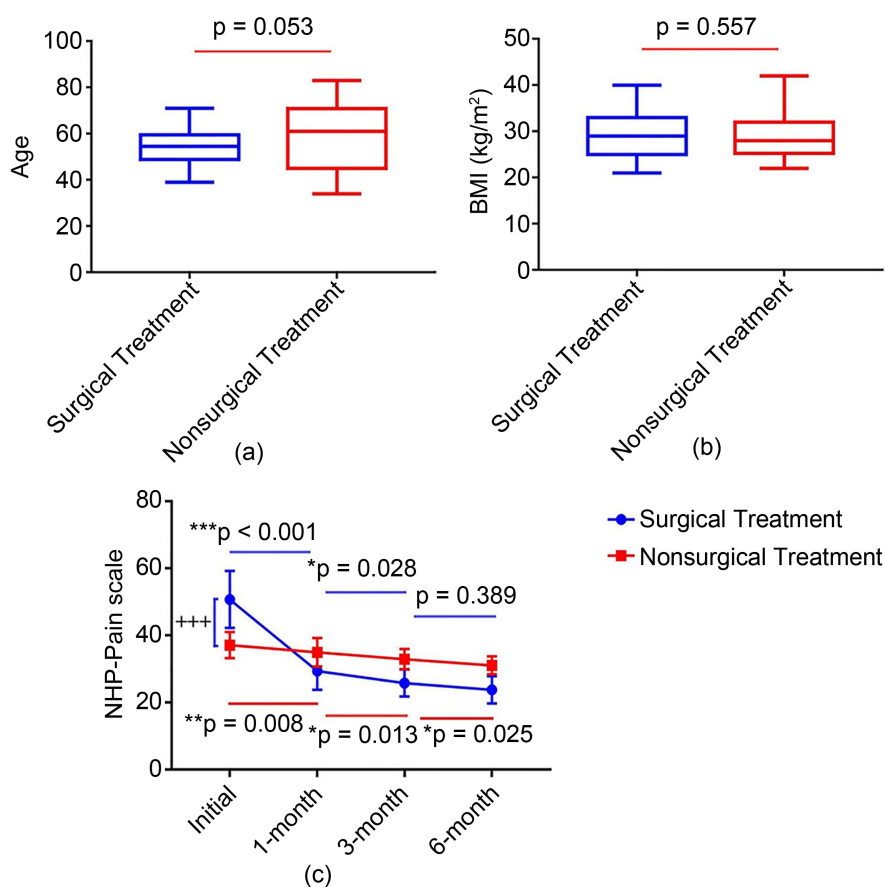 p = 0.053
100
80
60
40
20
0
Age
Surgical Treatment
Nonsurgical Treatment
(a)
p = 0.557
50
40
30
20
10
0
BMI (kg/m²)
Surgical Treatment
Nonsurgical Treatment
(b)
80
60
40
20
0
NHP-Pain scale
***p < 0.001
*p = 0.028
p = 0.389
+++
**p = 0.008
*p = 0.013
*p = 0.025
Initial
1-month
3-month
6-month
(c)
Surgical Treatment
Nonsurgical Treatment